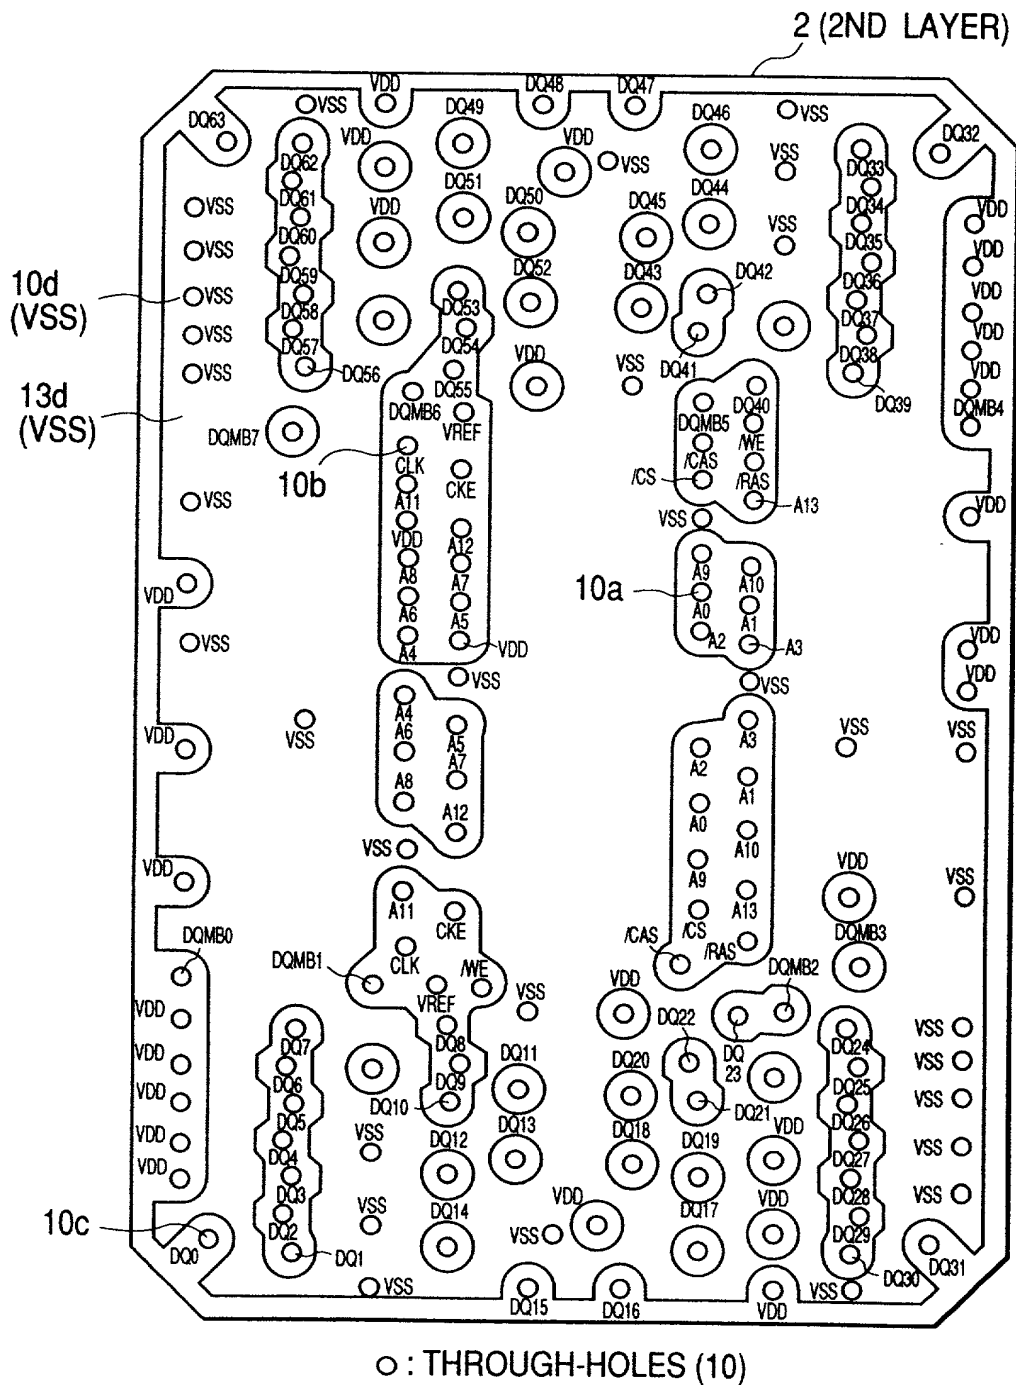 2 (2ND LAYER)
VSS VDD DQ48 DQ47
DQ63 DQ49 DQ46 VSS DQ32
VDD VDD VSS VSS
DQ62 DQ33
DQ51 DQ50 DQ45 DQ44
VSS DQ61 VDD DQ34 VDD
VSS DQ60 DQ35 VDD
DQ52 DQ43 DQ42
10d
(VSS)
VSS DQ59 DQ53 DQ36 VDD
VSS DQ58 DQ54 DQ37 VDD
VSS DQ57 DQ56 DQ55 VDD VSS DQ41 DQ38 DQ39 VDD
13d
(VSS)
DQMB6 DQ40 DQMB4
DQMB7 VREF DQMB5 /WE
10b
CLK CKE /CS /CAS /RAS
VSS A11 A13 VDD
VDD A12 VSS
A8 A7 A9 A10
10a
VDD A6 A5 A0 A1
VSS A4 VDD A2 A3 VDD
VSS VSS VDD
A4 A5 A3
VDD VSS A6 A7 A2 VSS VSS
A8 A12 A0 A1
VSS A10
VDD A9 VDD VSS
A11 CKE /CS A13
DQMB0 CLK /CAS /RAS DQMB3
DQMB1 /WE DQMB2
VDD VREF VSS VDD
DQ7 DQ8 DQ22 DQ
23
DQ24 VSS
VDD DQ6 DQ9 DQ11 DQ20 DQ25 VSS
VDD DQ5 DQ10 DQ21 DQ26 VSS
VDD DQ4 VSS DQ12 DQ13 DQ18 DQ19 VDD DQ27 VSS
VDD DQ3 DQ28 VSS
10c
DQ0 DQ2 DQ1 VSS DQ14 VSS VDD DQ17 VDD DQ29 DQ30 DQ31
VSS DQ15 DQ16 VDD VSS
: THROUGH-HOLES (10)